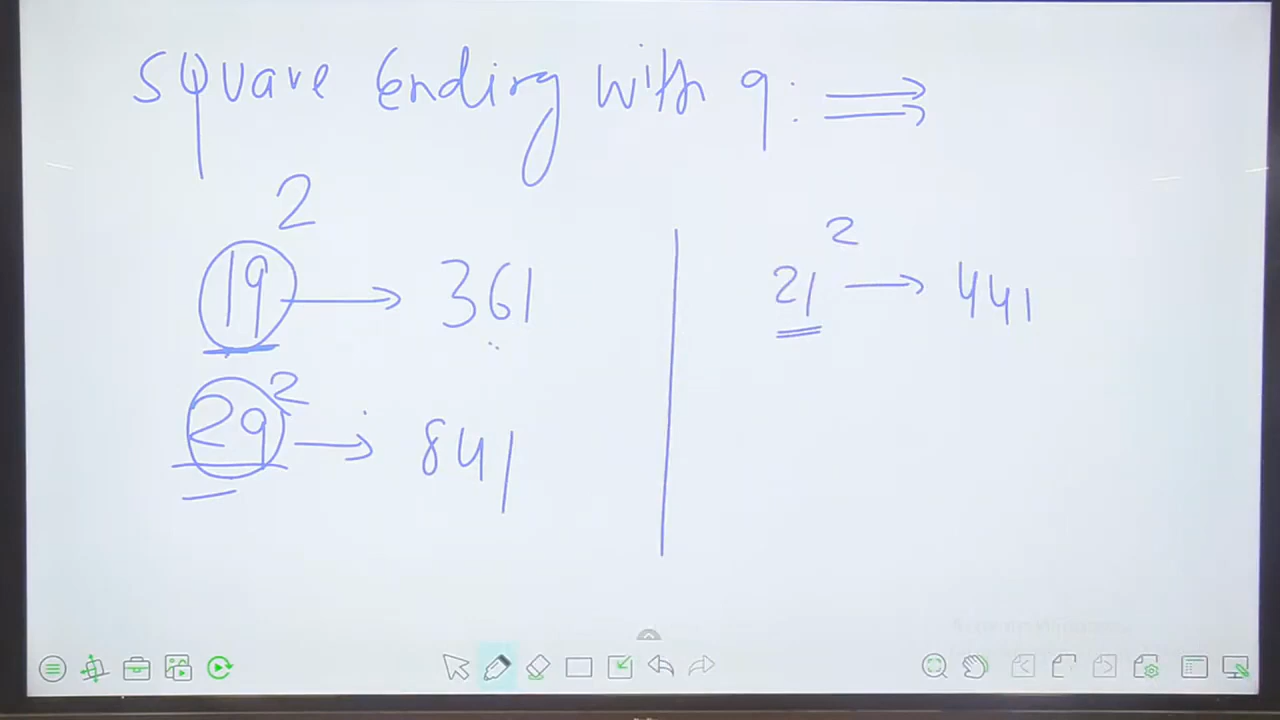 Square Ending with 9: ⇒
19² → 361
29² → 841
21² → 441